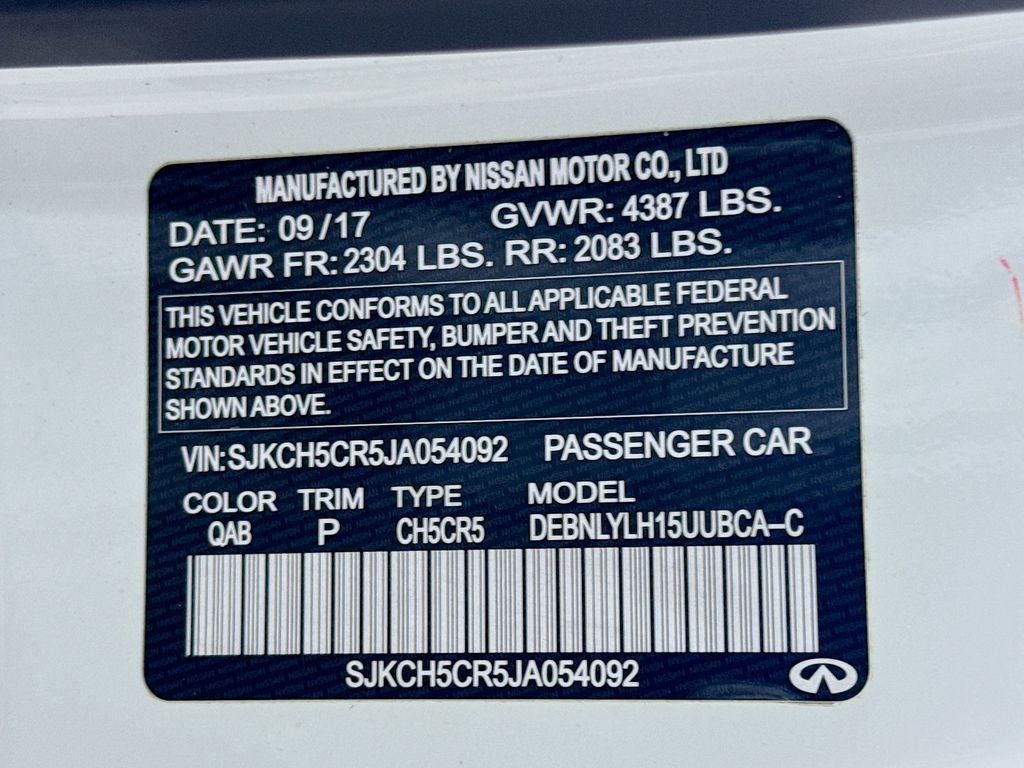 MANUFACTURED BY NISSAN MOTOR CO., LTD
DATE: 09/17 GVWR: 4387 LBS.
GAWR FR: 2304 LBS. RR: 2083 LBS.
THIS VEHICLE CONFORMS TO ALL APPLICABLE FEDERAL
MOTOR VEHICLE SAFETY, BUMPER AND THEFT PREVENTION
STANDARDS IN EFFECT ON THE DATE OF MANUFACTURE
SHOWN ABOVE.
VIN: SJKCH5CR5JA054092 PASSENGER CAR
COLOR TRIM TYPE MODEL
QAB P CH5CR5 DEBNLYLH15UUBCA–C
SJKCH5CR5JA054092